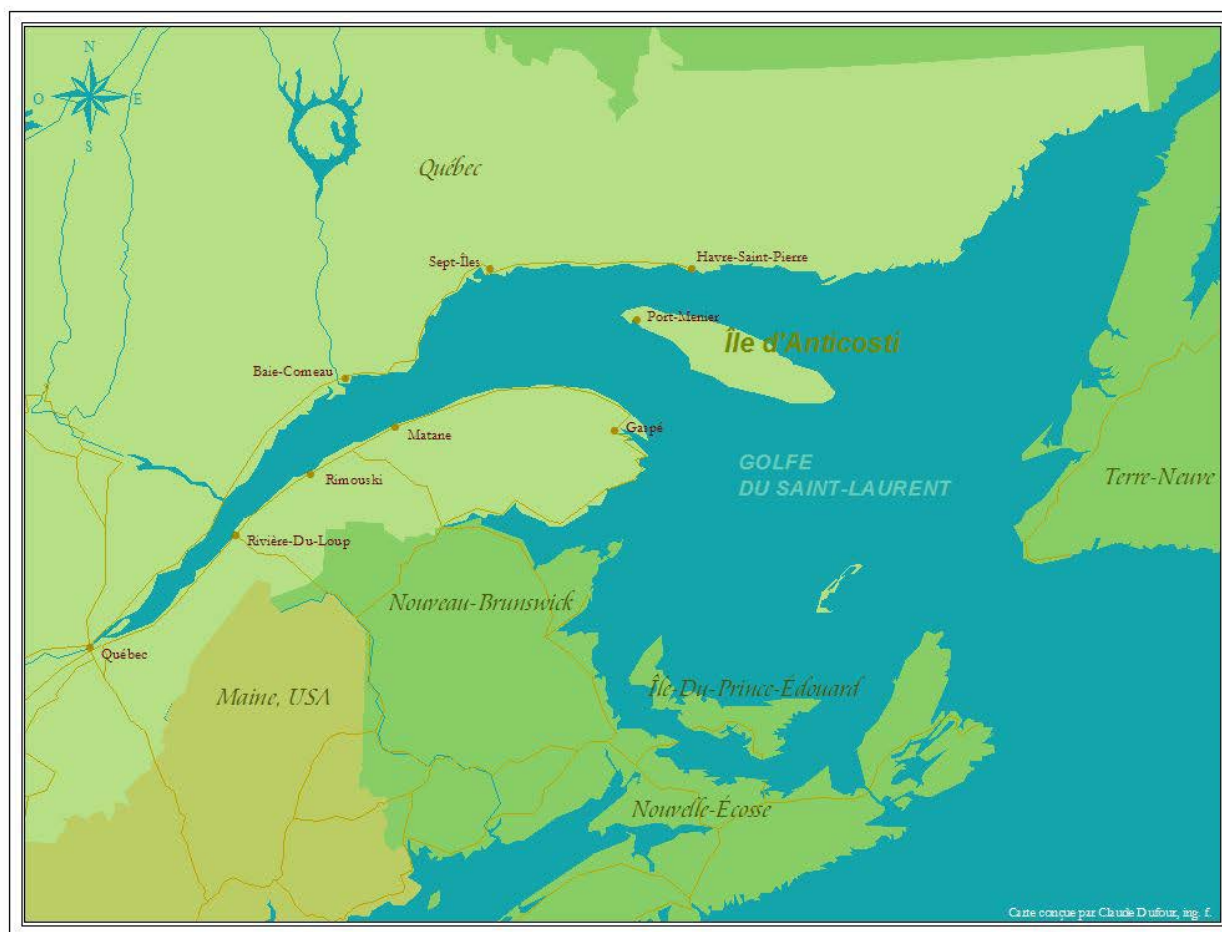 N
O
E
S
Québec
Sept-Îles
Havre-Saint-Pierre
Port-Menier
Île d'Anticosti
Baie-Comeau
Matane
Gaspé
GOLFE
DU SAINT-LAURENT
Terre-Neuve
Rimouski
Rivière-Du-Loup
Nouveau-Brunswick
Québec
Maine, USA
Île-Du-Prince-Édouard
Nouvelle-Écosse
Carte conçue par Claude Dufour, ing. f.